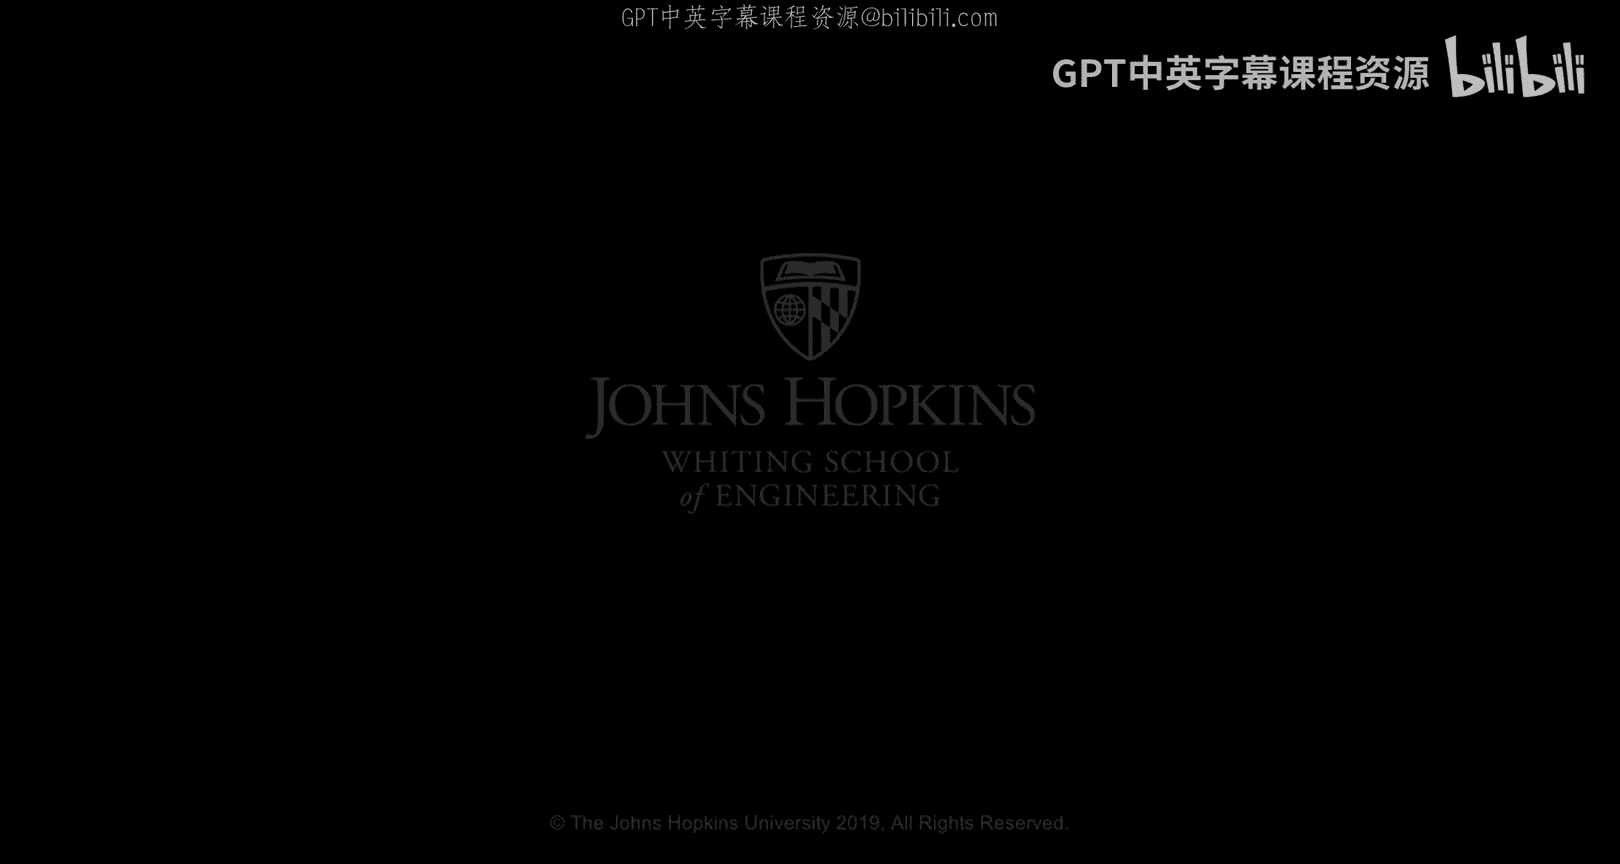 GPT中英字幕课程资源@bilibili.com
GPT中英字幕课程资源 bilibili
JOHNS HOPKINS
WHITING SCHOOL
of ENGINEERING
© The Johns Hopkins University 2019, All Rights Reserved.